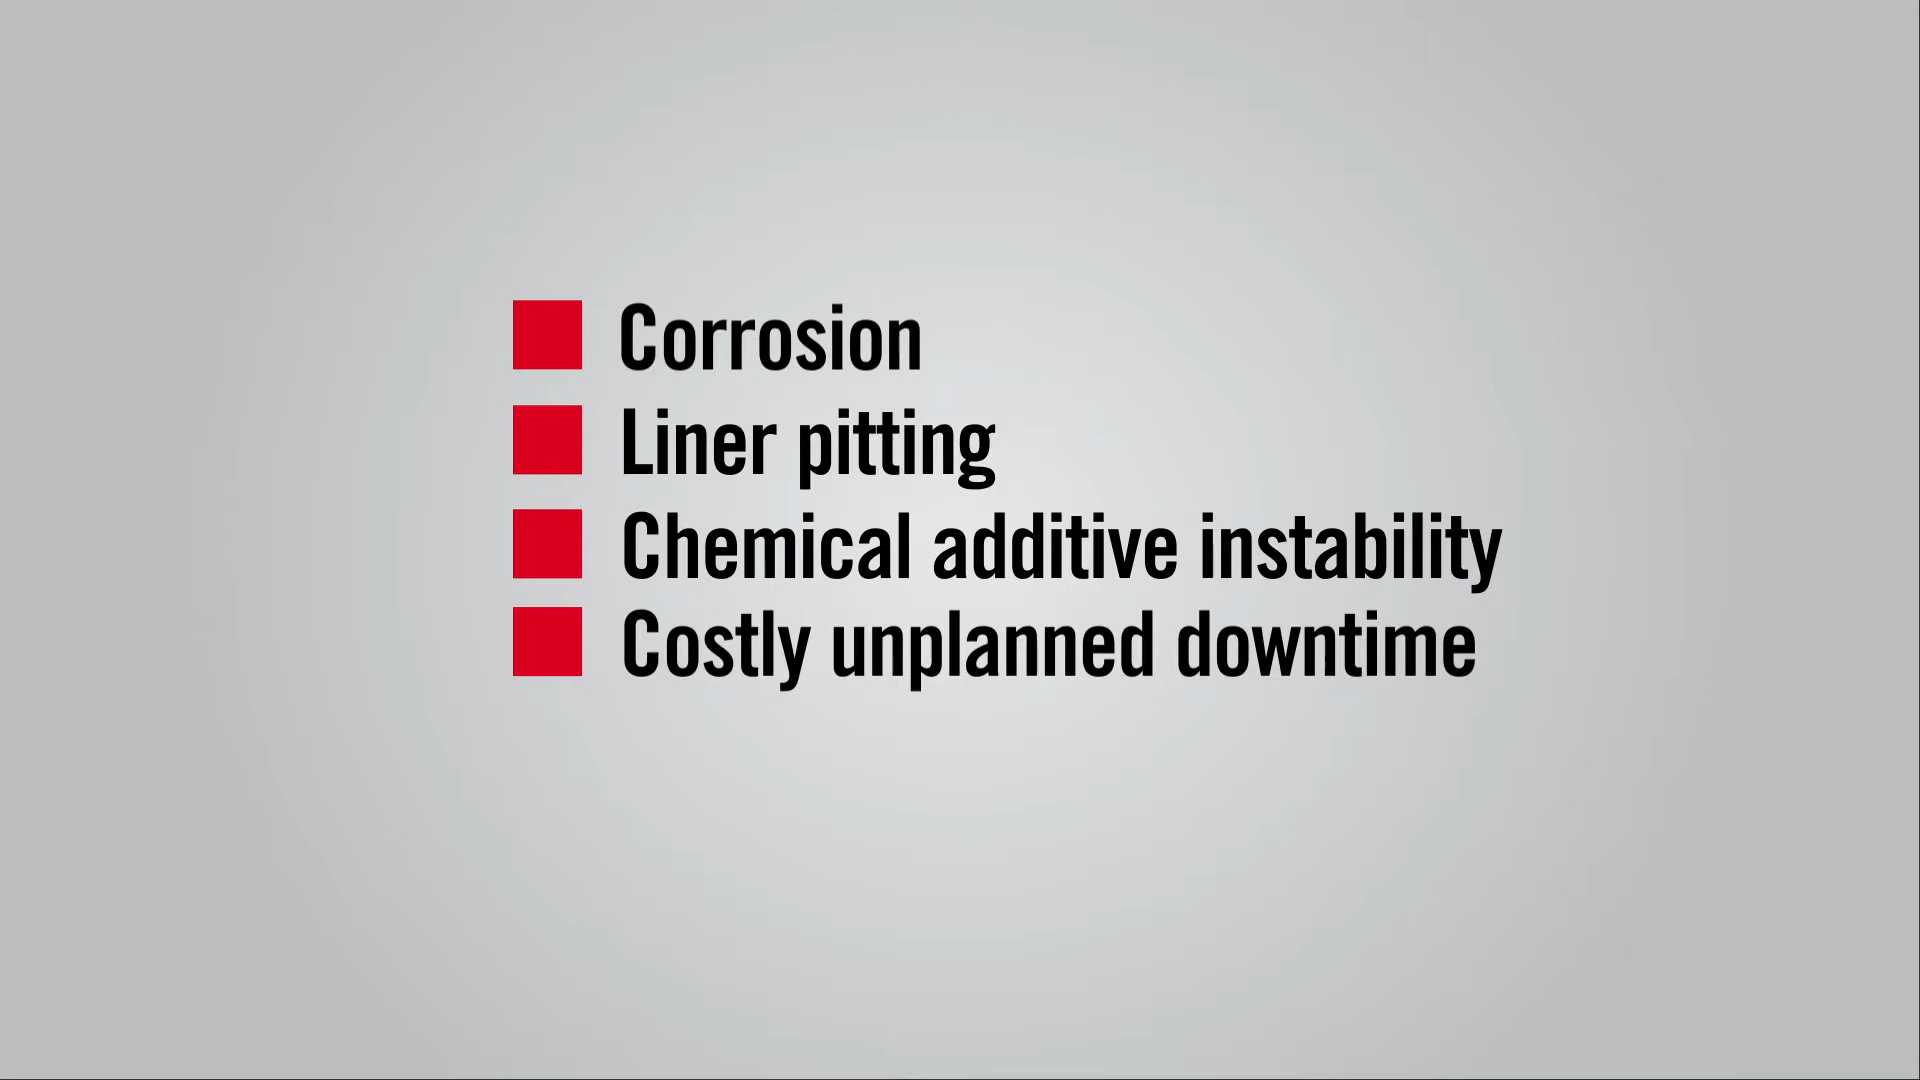 Corrosion
Liner pitting
Chemical additive instability
Costly unplanned downtime